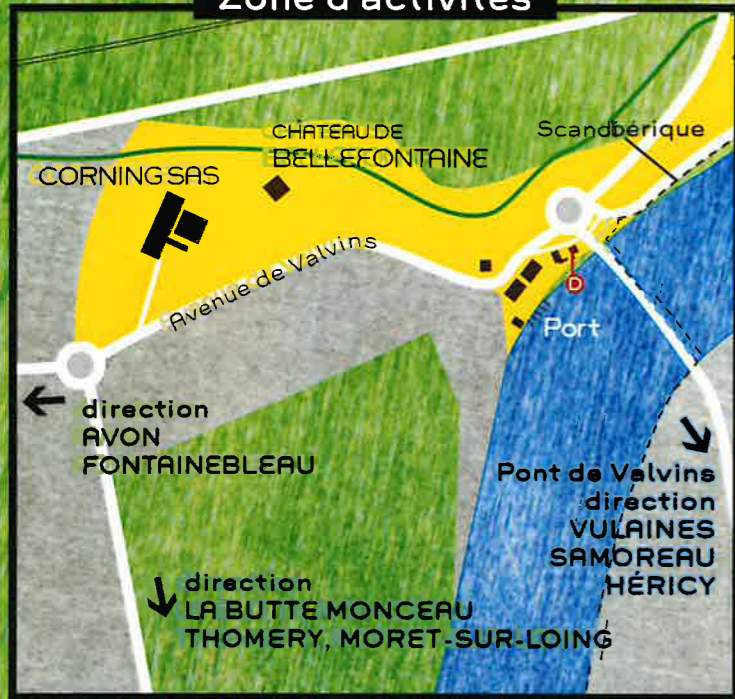 Zone d'activités
CHATEAU DE
BELLEFONTAINE
Scandibérique
CORNING SAS
Avenue de Valvins
D
Port
direction
AVON
FONTAINEBLEAU
Pont de Valvins
direction
VULAINES
SAMOREAU
HÉRICY
direction
LA BUTTE MONCEAU
THOMERY, MORET-SUR-LOING